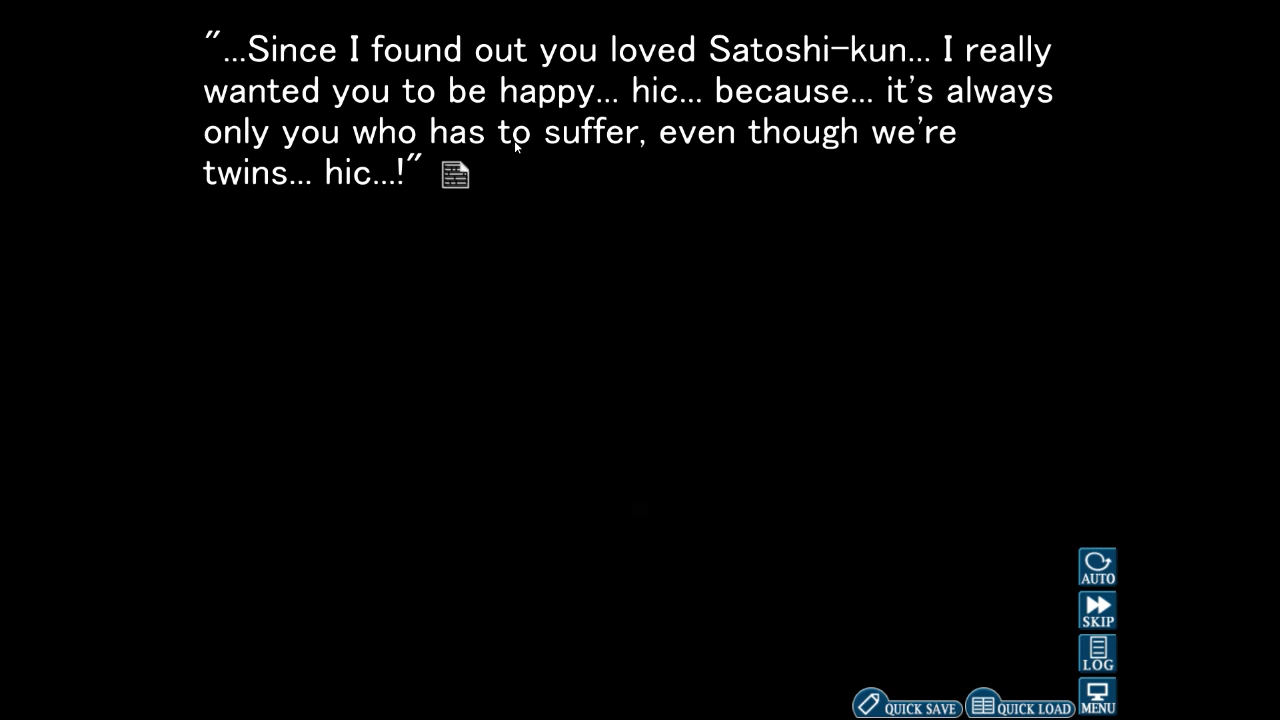 "...Since I found out you loved Satoshi-kun... I really
wanted you to be happy... hic... because... it's always
only you who has to suffer, even though we're
twins... hic...!"
AUTO
SKIP
LOG
QUICK SAVE
QUICK LOAD
MENU